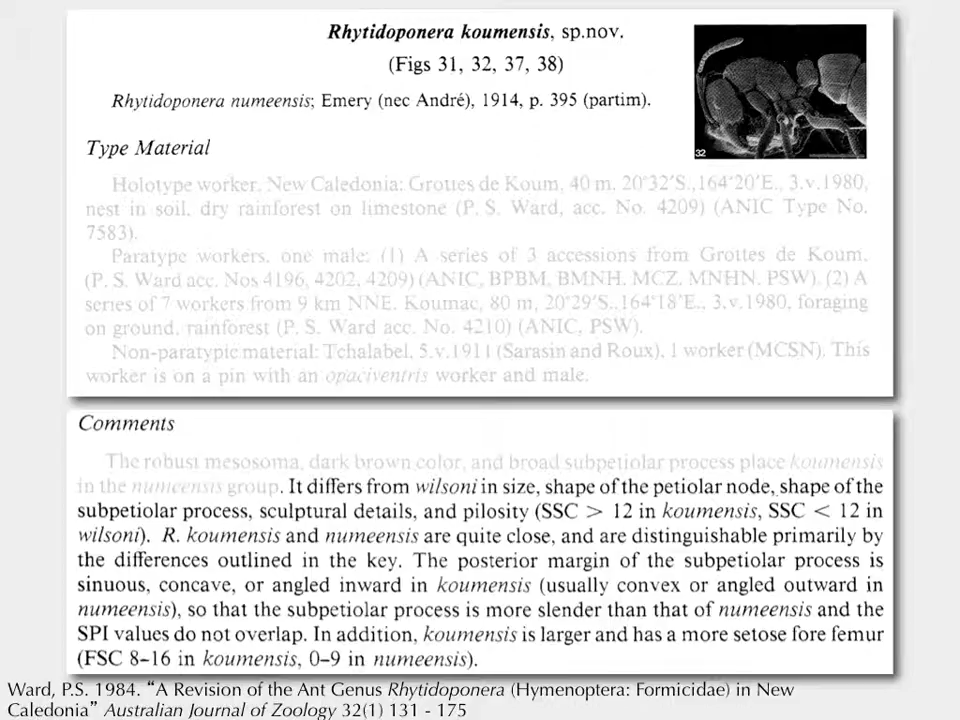 Rhytidoponera koumensis, sp.nov.
(Figs 31, 32, 37, 38)
Rhytidoponera numeensis; Emery (nec André), 1914, p. 395 (partim).
32
Type Material
Holotype worker. New Caledonia: Grottes de Koum, 40 m, 20°32'S.,164°20'E., 3.v.1980,
nest in soil, dry rainforest on limestone (P. S. Ward, acc. No. 4209) (ANIC Type No.
7583).
Paratype workers, one male: (1) A series of 3 accessions from Grottes de Koum,
(P. S. Ward acc. Nos 4196, 4202, 4209) (ANIC, BPBM, BMNH, MCZ, MNHN, PSW). (2) A
series of 7 workers from 9 km NNE. Koumac, 80 m, 20°29'S.,164°18'E., 3.v.1980, foraging
on ground, rainforest (P. S. Ward acc. No. 4210) (ANIC, PSW).
Non-paratypic material: Tchalabel, 5.v.1911 (Sarasin and Roux), 1 worker (MCSN). This
worker is on a pin with an opaciventris worker and male.
Comments
The robust mesosoma, dark brown color, and broad subpetiolar process place koumensis
in the numeensis group. It differs from wilsoni in size, shape of the petiolar node, shape of the
subpetiolar process, sculptural details, and pilosity (SSC > 12 in koumensis, SSC < 12 in
wilsoni). R. koumensis and numeensis are quite close, and are distinguishable primarily by
the differences outlined in the key. The posterior margin of the subpetiolar process is
sinuous, concave, or angled inward in koumensis (usually convex or angled outward in
numeensis), so that the subpetiolar process is more slender than that of numeensis and the
SPI values do not overlap. In addition, koumensis is larger and has a more setose fore femur
(FSC 8–16 in koumensis, 0–9 in numeensis).
Ward, P.S. 1984. “A Revision of the Ant Genus Rhytidoponera (Hymenoptera: Formicidae) in New
Caledonia” Australian Journal of Zoology 32(1) 131 - 175